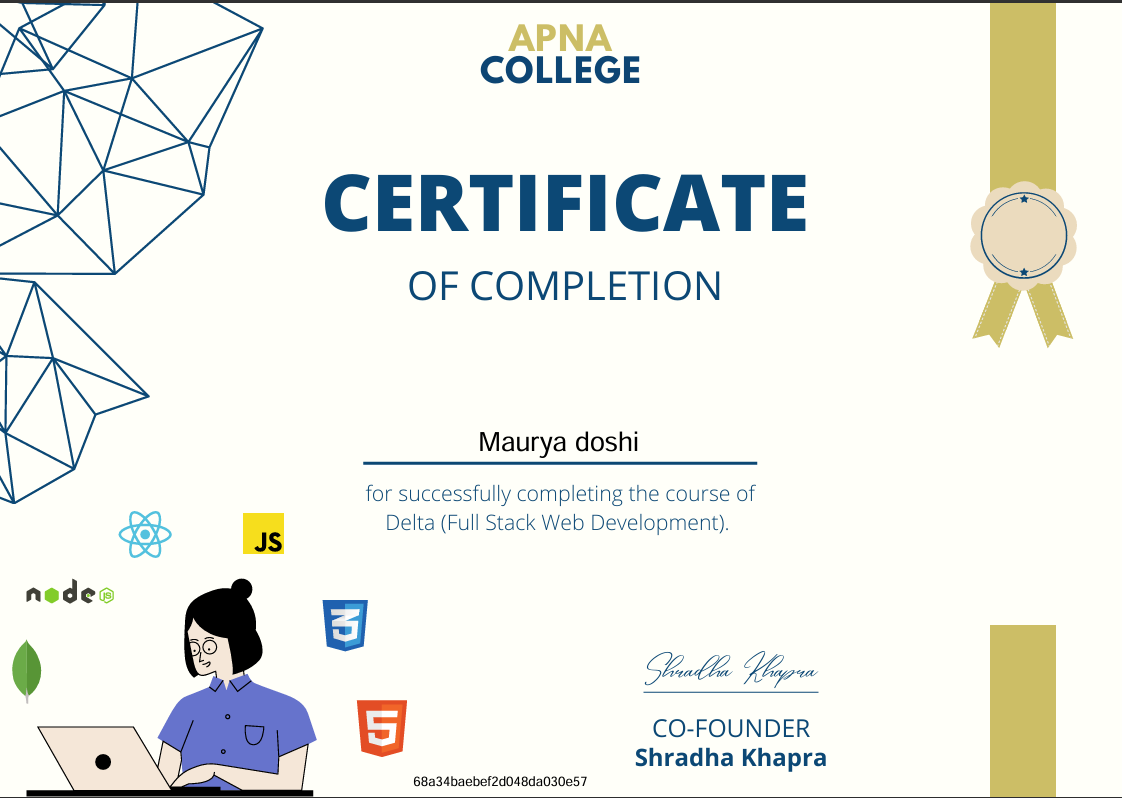 APNA
COLLEGE
CERTIFICATE
OF COMPLETION
Maurya doshi
for successfully completing the course of
Delta (Full Stack Web Development).
JS
node
JS
3
5
Shradha Khapra
CO-FOUNDER
Shradha Khapra
68a34baebef2d048da030e57